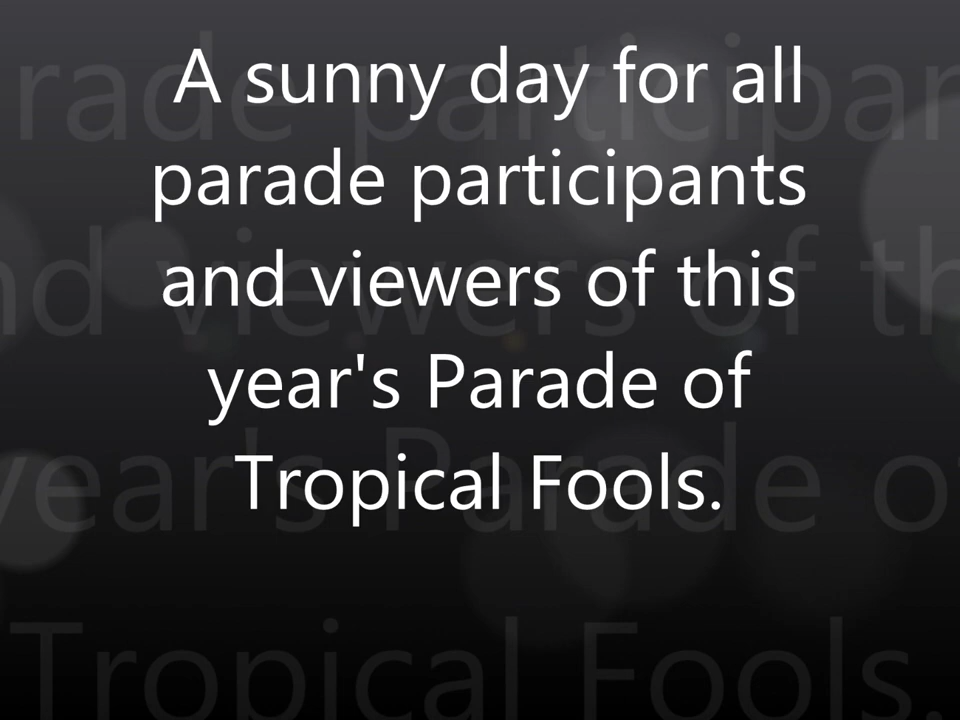 A sunny day for all
parade participants
and viewers of this
year's Parade of
Tropical Fools.